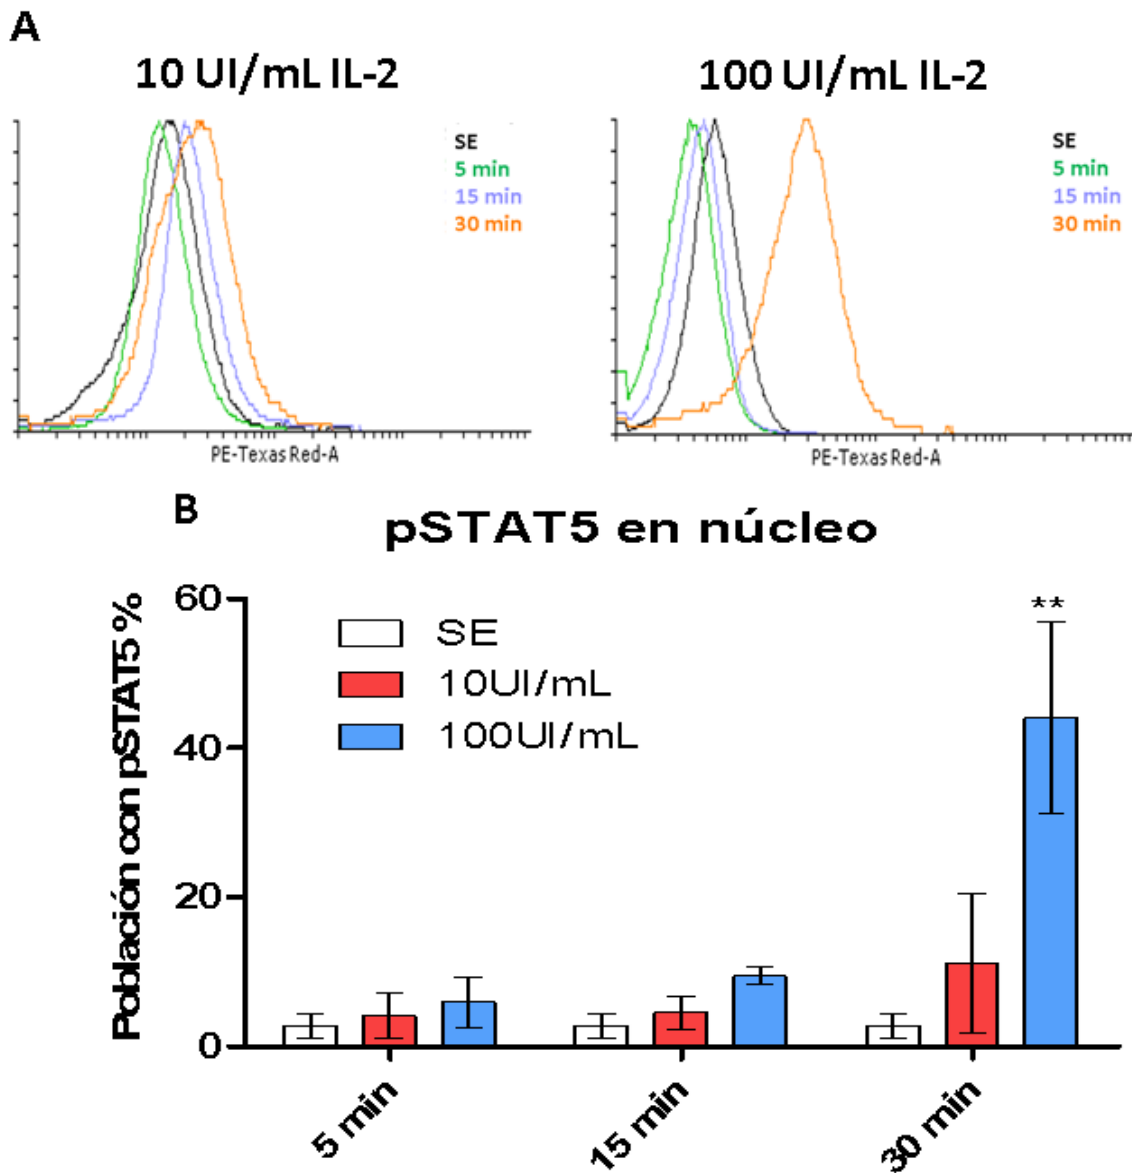 A
10 UI/mL IL-2
100 UI/mL IL-2
SE
5 min
15 min
30 min
SE
5 min
15 min
30 min
PE-Texas Red-A
PE-Texas Red-A
B
pSTAT5 en núcleo
Población con pSTAT5 %
60
40
20
0
SE
10UI/mL
100UI/mL
**
5 min
15 min
30 min